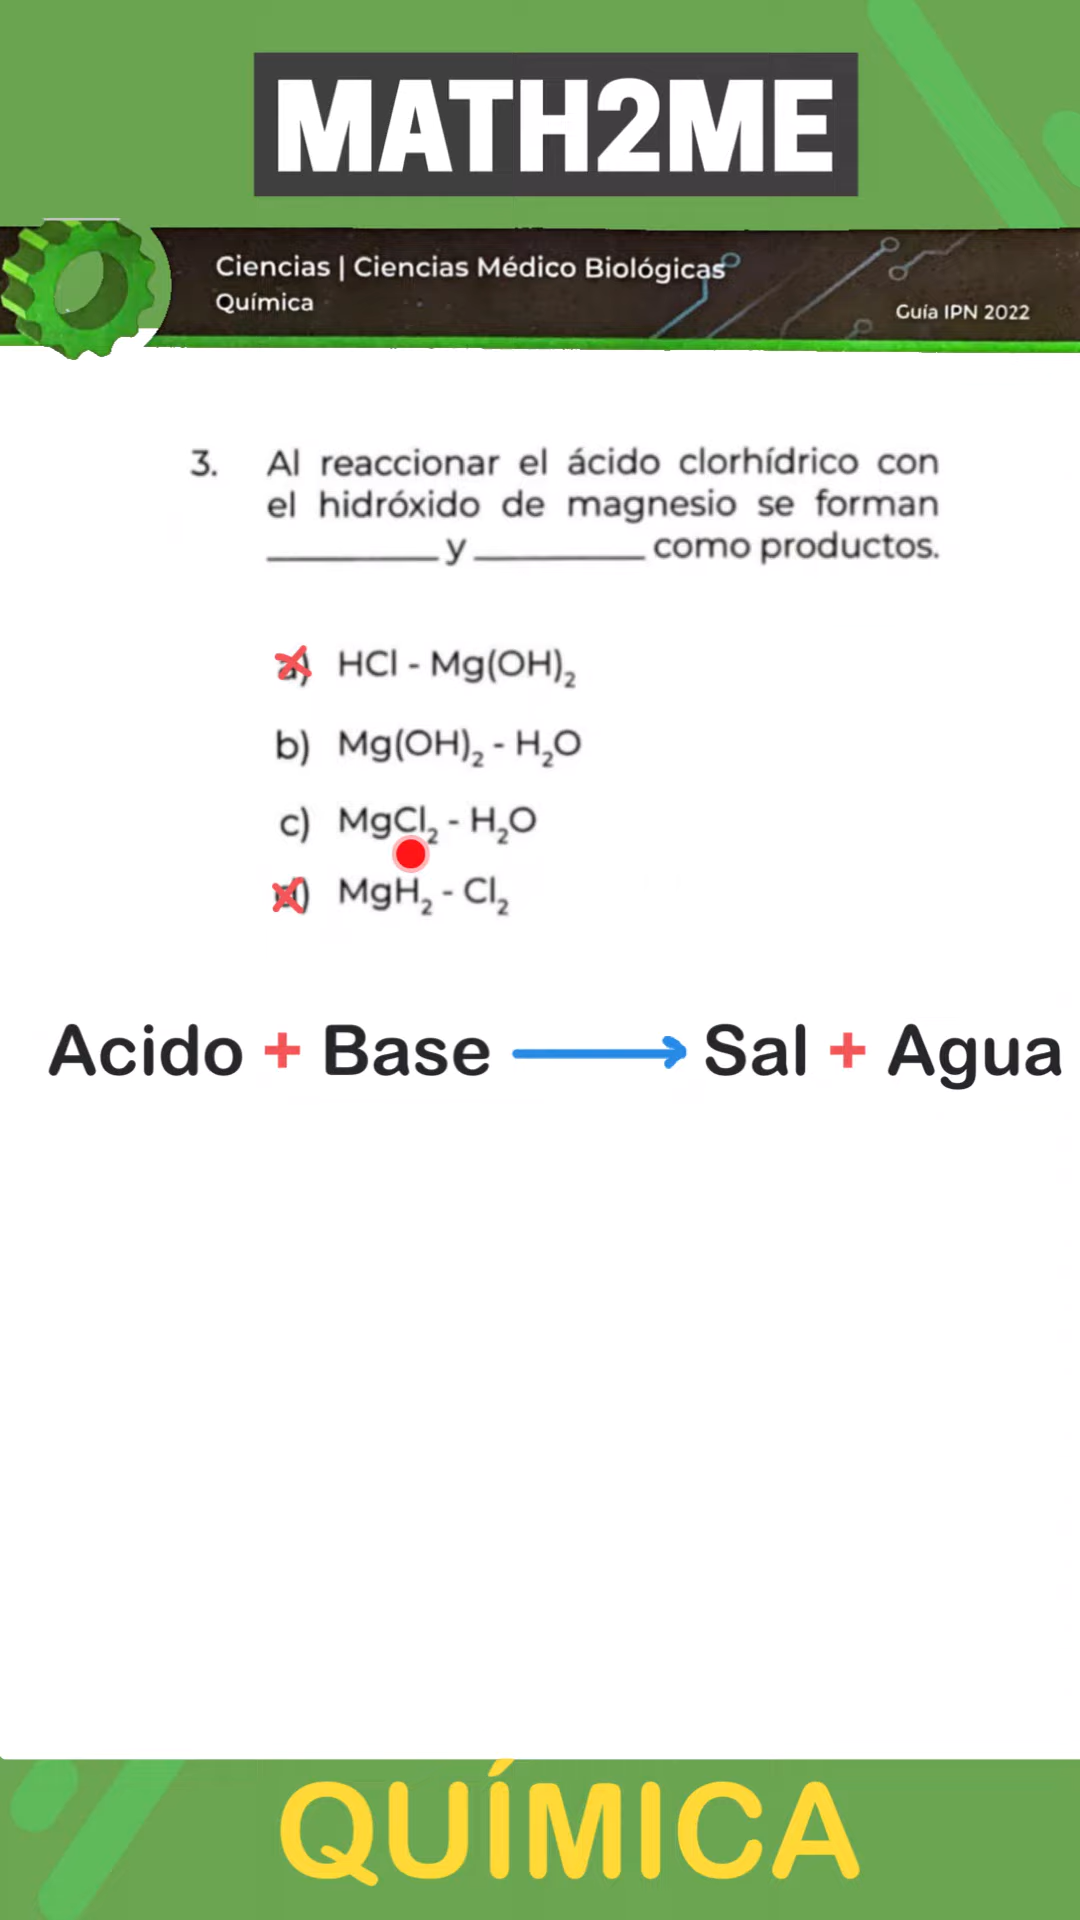 MATH2ME
Ciencias | Ciencias Médico Biológicas
Química
Guía IPN 2022
3. Al reaccionar el ácido clorhídrico con
el hidróxido de magnesio se forman
__________ y __________ como productos.
a) HCl - Mg(OH)₂
b) Mg(OH)₂ - H₂O
c) MgCl₂ - H₂O
d) MgH₂ - Cl₂
Acido + Base ⟶ Sal + Agua
QUÍMICA